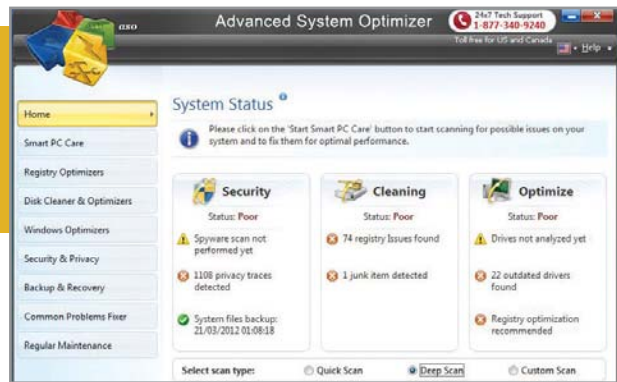 aso
Advanced System Optimizer
24x7 Tech Support
1-877-340-9240
Toll free for US and Canada
Help
Home
Smart PC Care
Registry Optimizers
Disk Cleaner & Optimizers
Windows Optimizers
Security & Privacy
Backup & Recovery
Common Problems Fixer
Regular Maintenance
System Status
Please click on the 'Start Smart PC Care' button to start scanning for possible issues on your
system and to fix them for optimal performance.
Security
Status: Poor
Spyware scan not
performed yet
1108 privacy traces
detected
System files backup:
21/03/2012 01:08:18
Cleaning
Status: Poor
74 registry Issues found
1 junk item detected
Optimize
Status: Poor
Drives not analyzed yet
22 outdated drivers
found
Registry optimization
recommended
Select scan type: Quick Scan Deep Scan Custom Scan